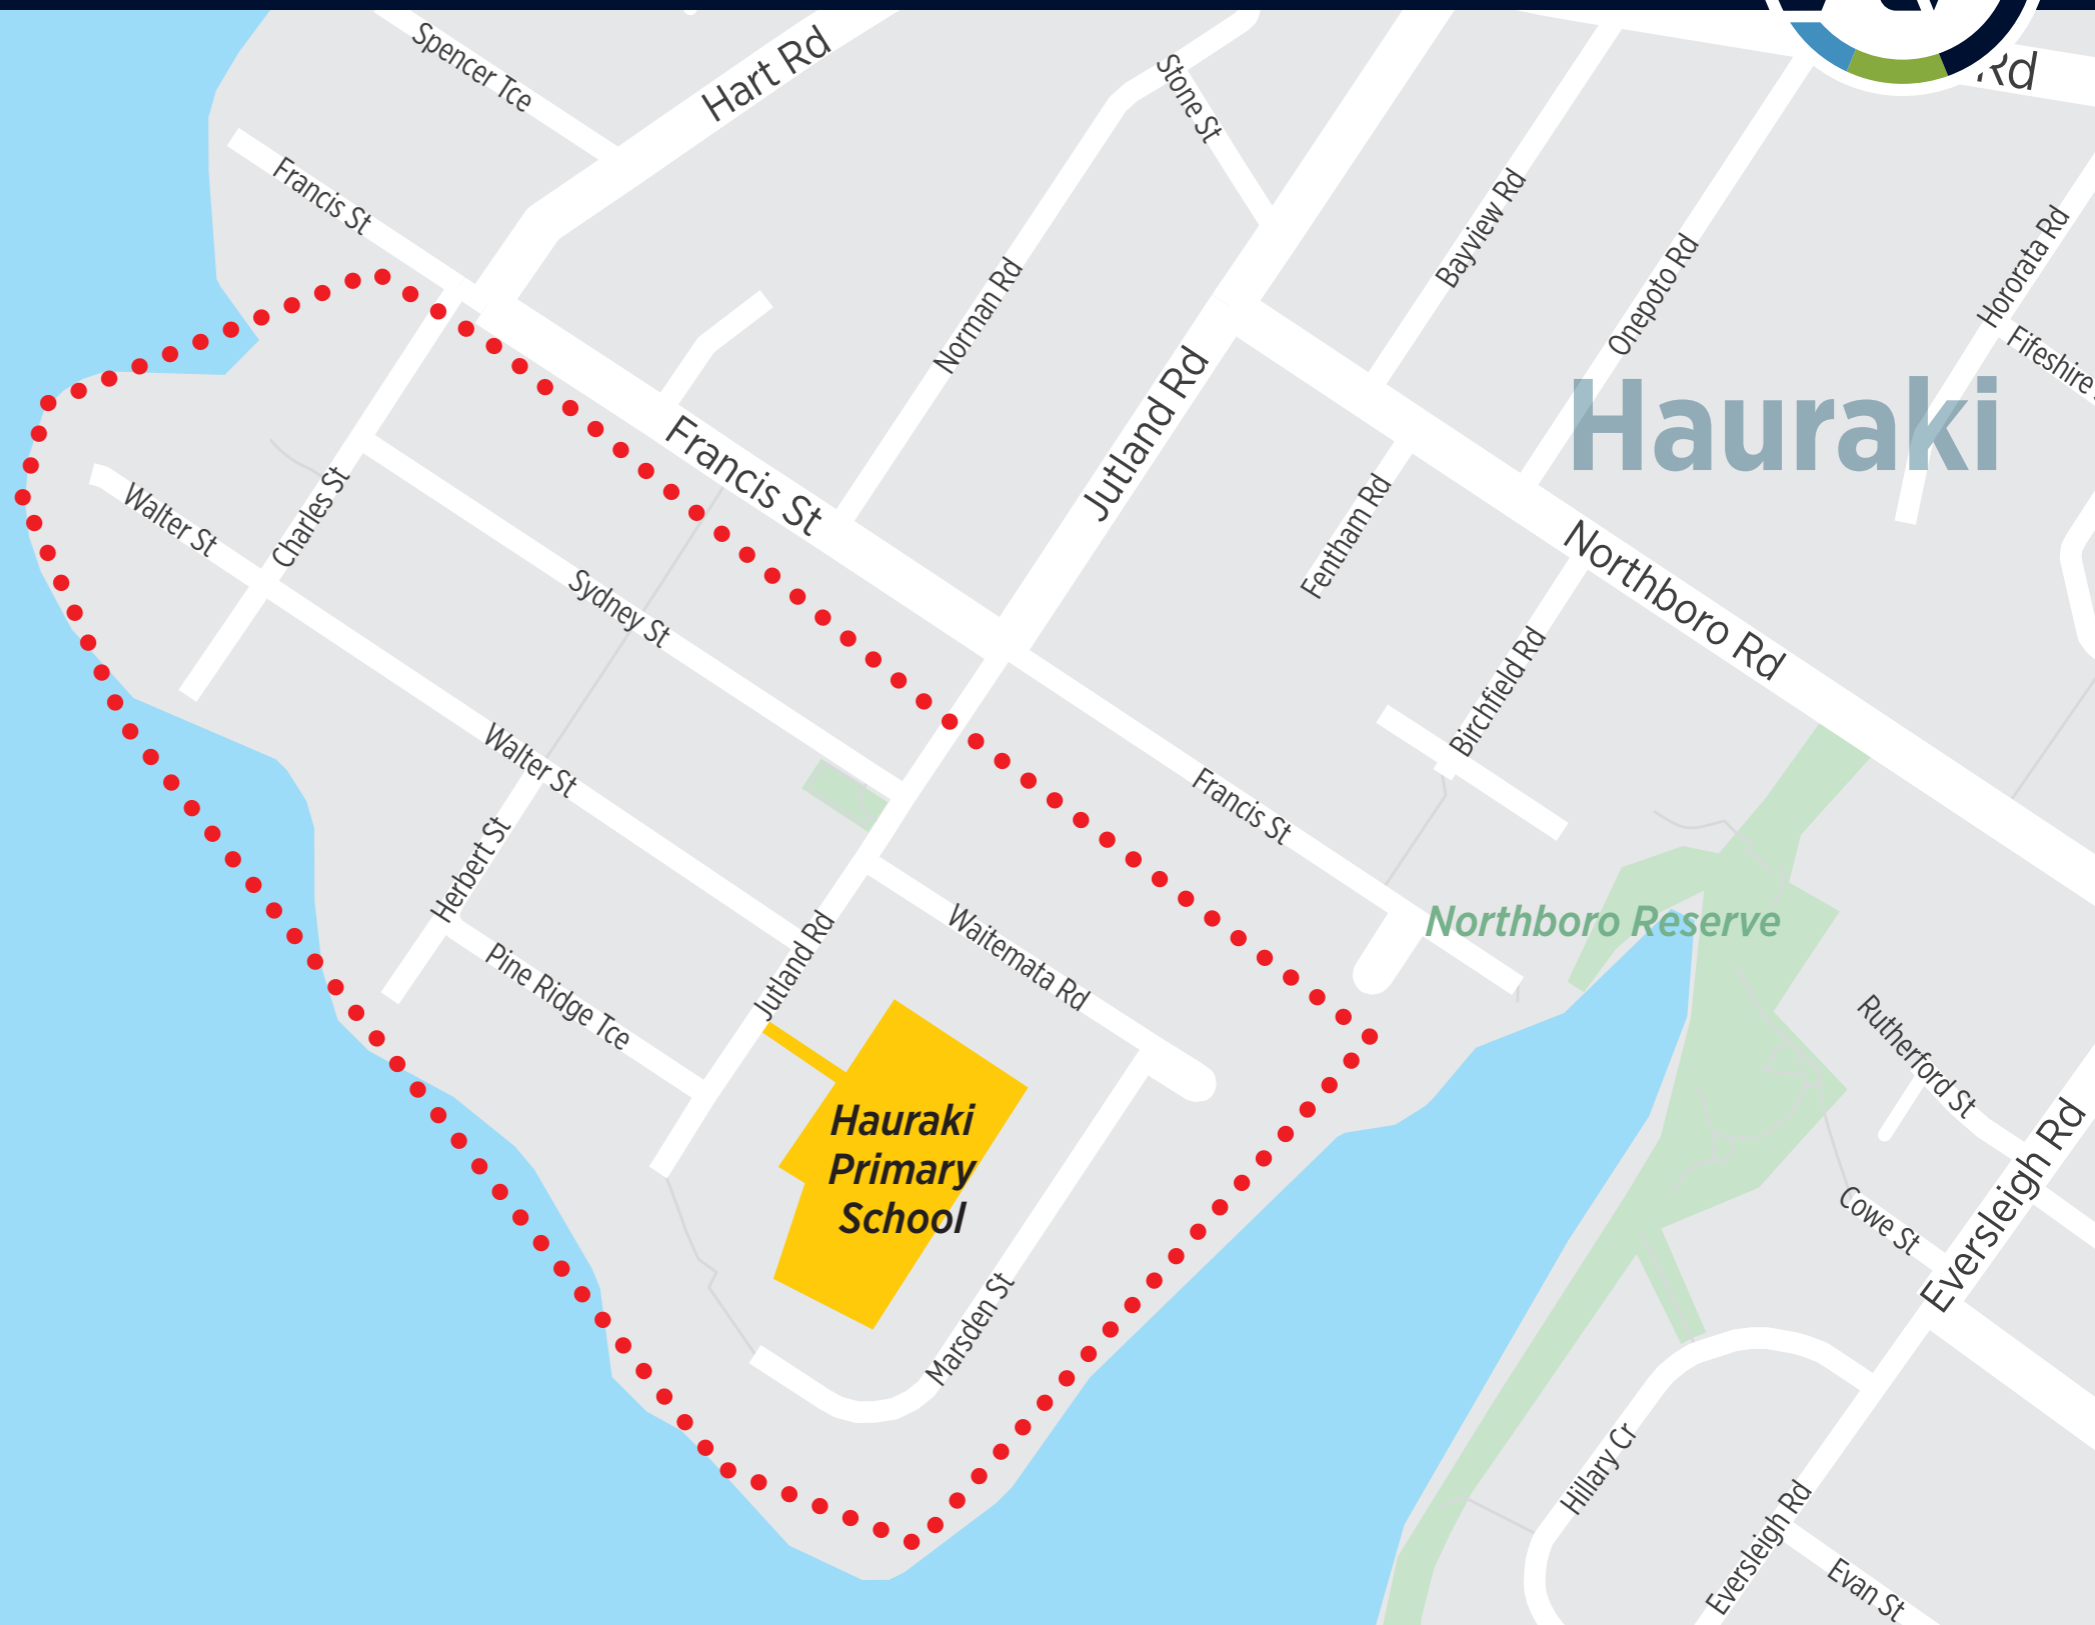 Spencer Tce
Hart Rd
Stone St
Rd
Francis St
Bayview Rd
Onepoto Rd
Hororata Rd
Norman Rd
Fifeshire
Hauraki
Jutland Rd
Francis St
Charles St
Walter St
Fentham Rd
Northboro Rd
Sydney St
Birchfield Rd
Walter St
Francis St
Herbert St
Northboro Reserve
Jutland Rd
Waitemata Rd
Pine Ridge Tce
Rutherford St
Hauraki
Primary
School
Eversleigh Rd
Cowe St
Marsden St
Hillary Cr
Eversleigh Rd
Evan St